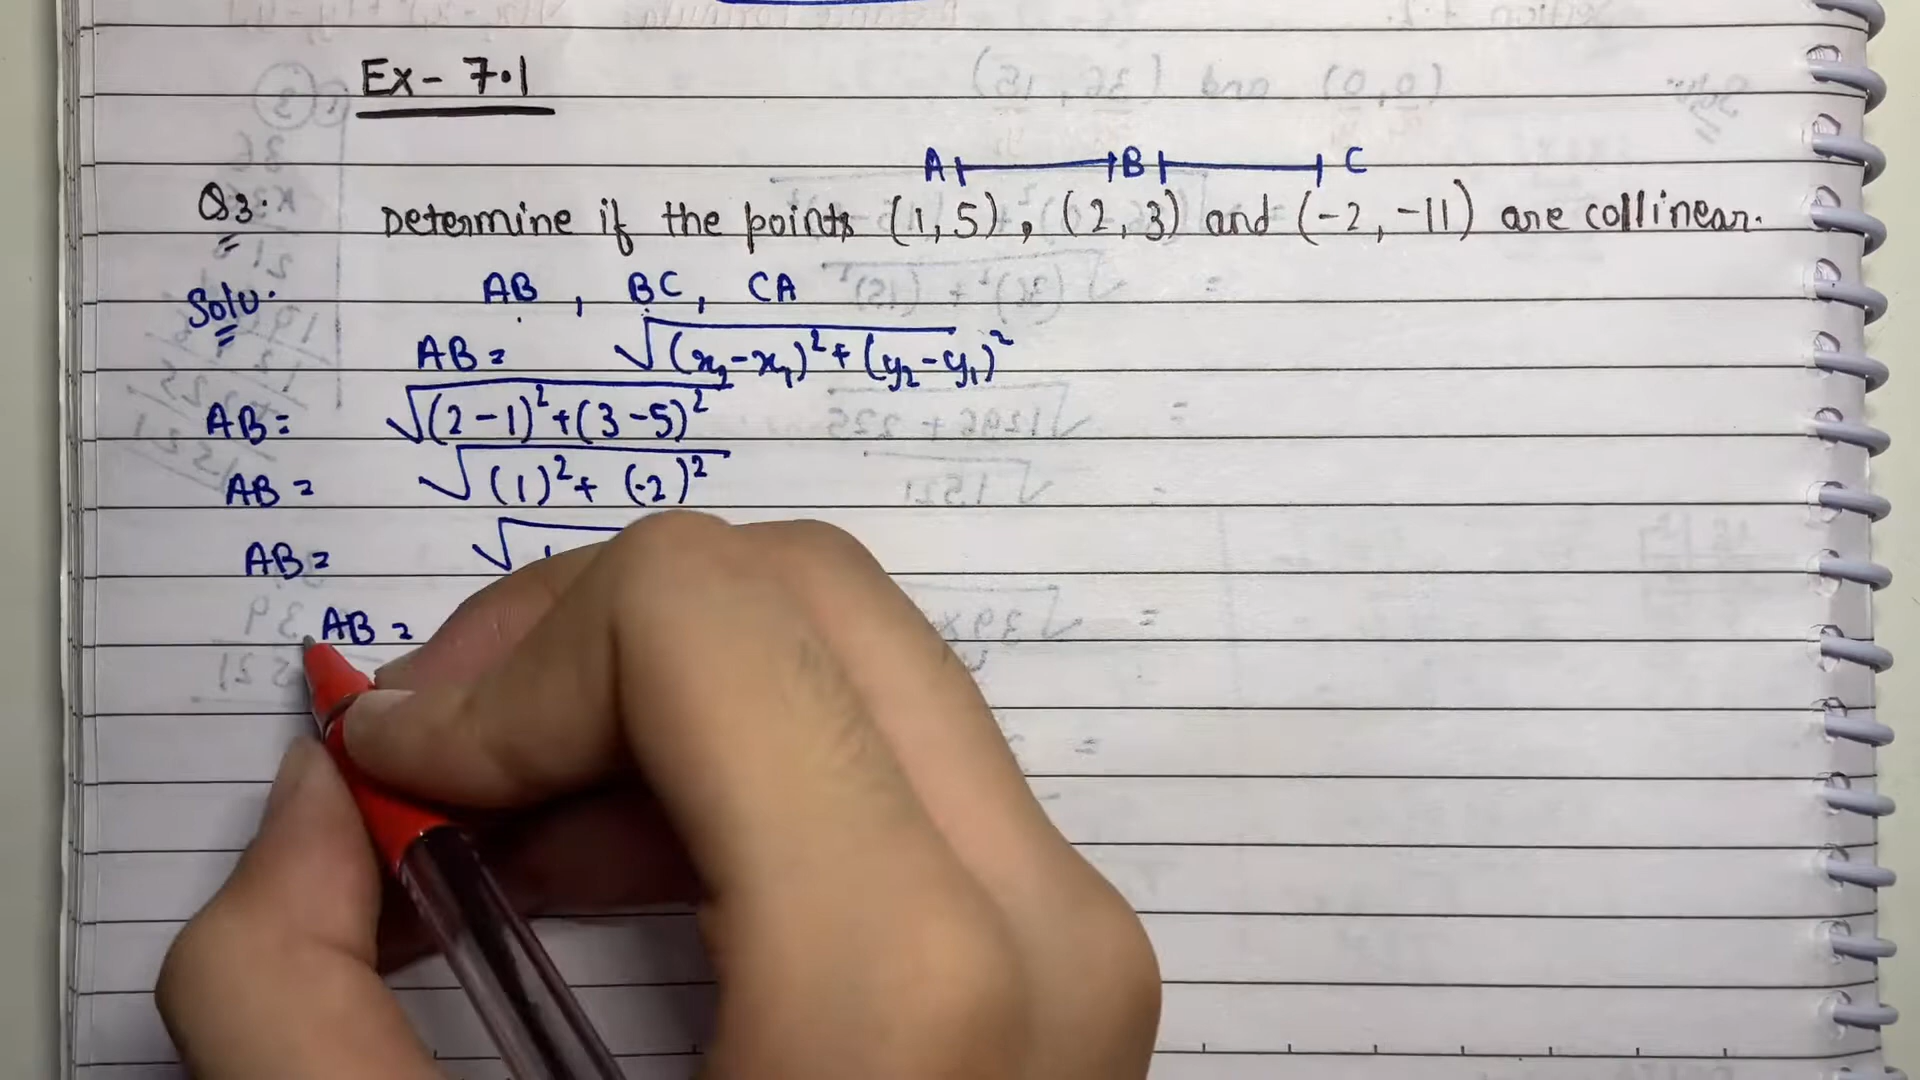 Ex- 7.1
A B C
Q3. Determine if the points (1,5), (2,3) and (-2,-11) are collinear.
Solu. AB, BC, CA
AB = √(x₂-x₁)²+(y₂-y₁)²
AB = √(2-1)²+(3-5)²
AB = √(1)²+(-2)²
AB = √1
AB =